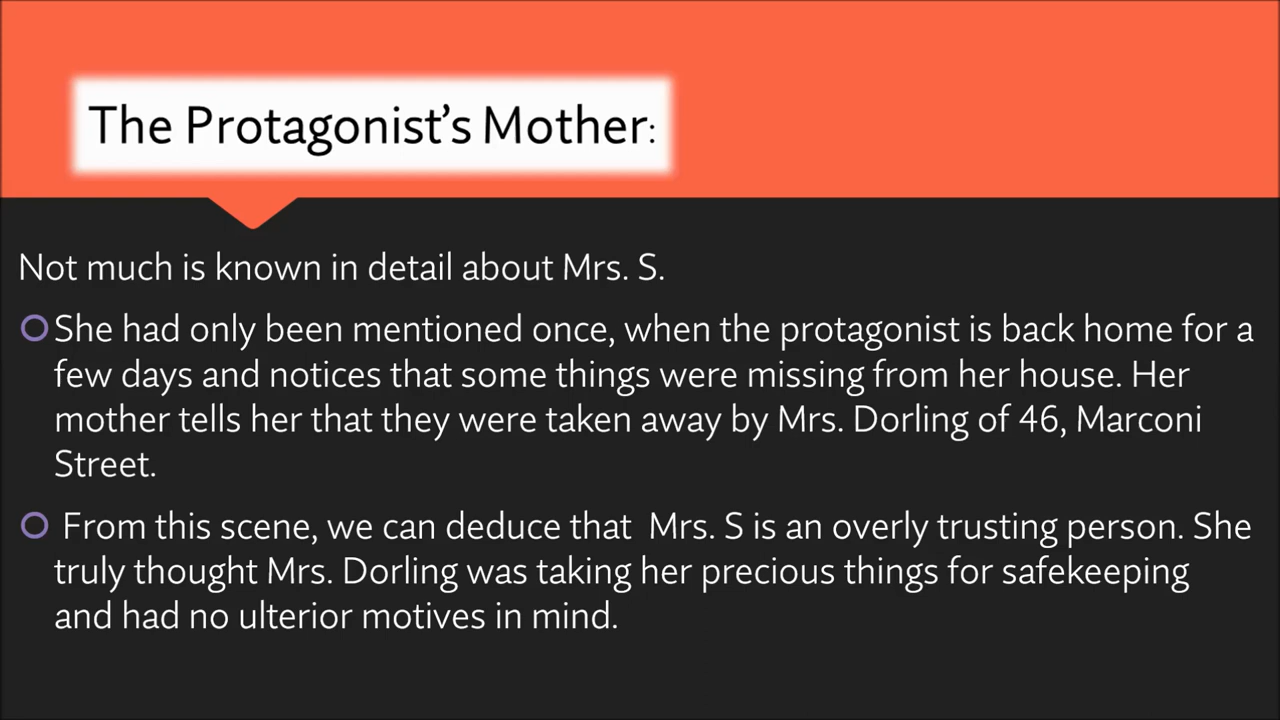 The Protagonist’s Mother:
Not much is known in detail about Mrs. S.
She had only been mentioned once, when the protagonist is back home for a
few days and notices that some things were missing from her house. Her
mother tells her that they were taken away by Mrs. Dorling of 46, Marconi
Street.
From this scene, we can deduce that  Mrs. S is an overly trusting person. She
truly thought Mrs. Dorling was taking her precious things for safekeeping
and had no ulterior motives in mind.